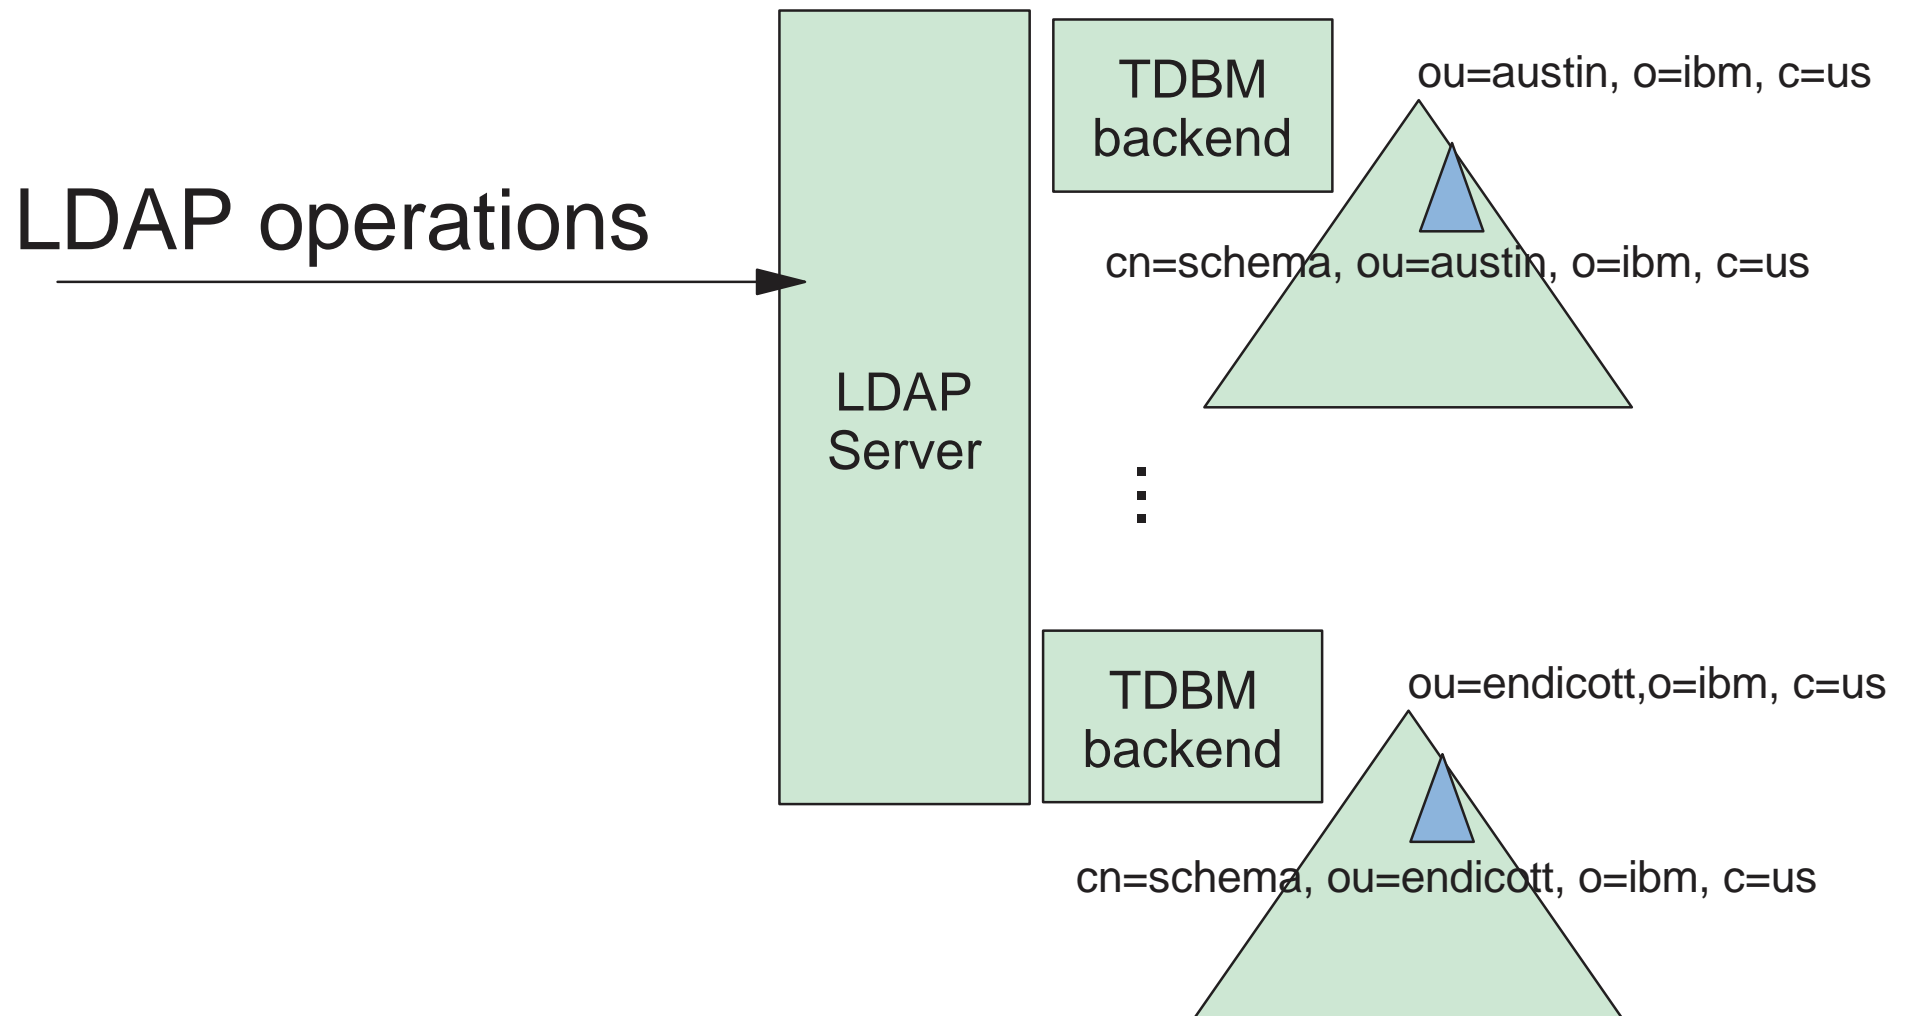 LDAP operations
LDAP
Server
TDBM
backend
ou=austin, o=ibm, c=us
cn=schema, ou=austin, o=ibm, c=us
TDBM
backend
ou=endicott,o=ibm, c=us
cn=schema, ou=endicott, o=ibm, c=us